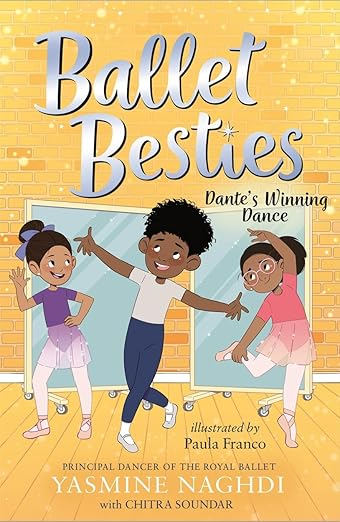 Ballet
Besties
Dante's Winning
Dance
illustrated by
Paula Franco
PRINCIPAL DANCER OF THE ROYAL BALLET
YASMINE NAGHDI
with CHITRA SOUNDAR